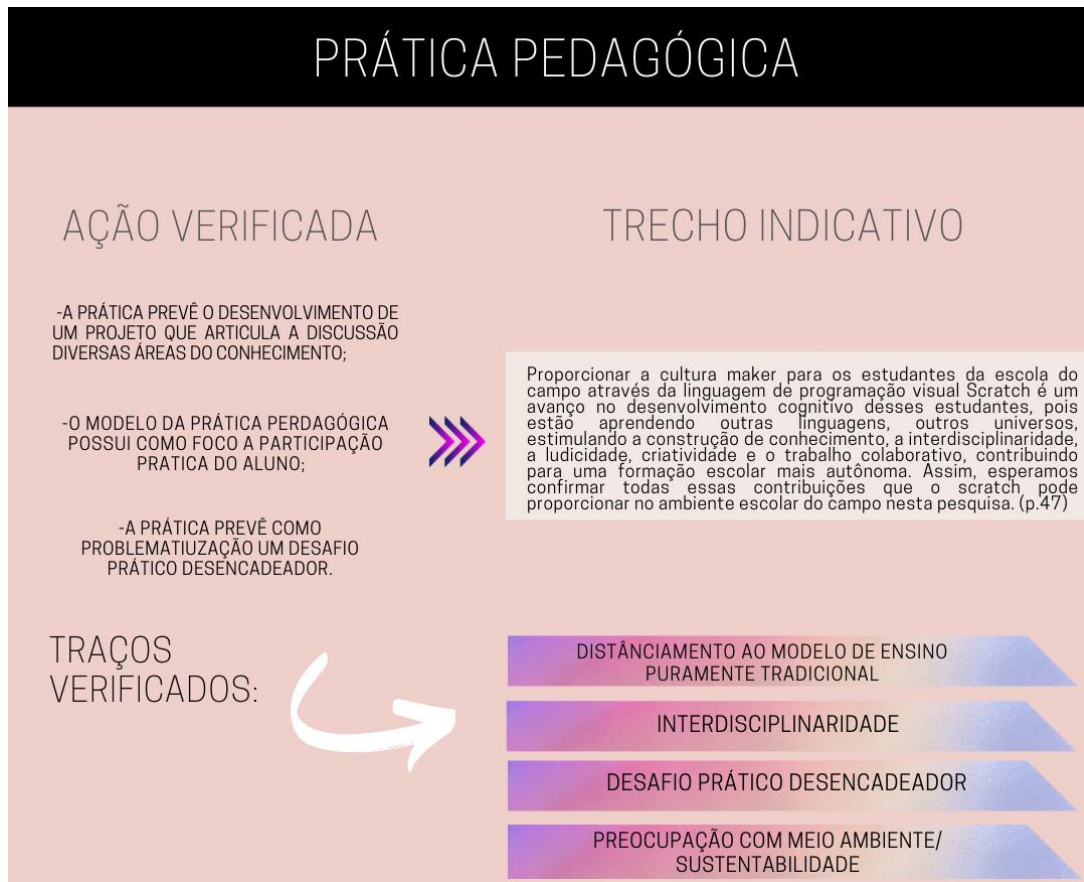 PRÁTICA PEDAGÓGICA
AÇÃO VERIFICADA
-A PRÁTICA PREVÊ O DESENVOLVIMENTO DE
UM PROJETO QUE ARTICULA A DISCUSSÃO
DIVERSAS ÁREAS DO CONHECIMENTO;
-O MODELO DA PRÁTICA PERDAGÓGICA
POSSUI COMO FOCO A PARTICIPAÇÃO
PRATICA DO ALUNO;
-A PRÁTICA PREVÊ COMO
PROBLEMATIUZAÇÃO UM DESAFIO
PRÁTICO DESENCADEADOR.
TRECHO INDICATIVO
Proporcionar a cultura maker para os estudantes da escola do
campo através da linguagem de programação visual Scratch é um
avanço no desenvolvimento cognitivo desses estudantes, pois
estão aprendendo outras linguagens, outros universos,
estimulando a construção de conhecimento, a interdisciplinaridade,
a ludicidade, criatividade e o trabalho colaborativo, contribuindo
para uma formação escolar mais autônoma. Assim, esperamos
confirmar todas essas contribuições que o scratch pode
proporcionar no ambiente escolar do campo nesta pesquisa. (p.47)
TRAÇOS
VERIFICADOS:
DISTÂNCIAMENTO AO MODELO DE ENSINO
PURAMENTE TRADICIONAL
INTERDISCIPLINARIDADE
DESAFIO PRÁTICO DESENCADEADOR
PREOCUPAÇÃO COM MEIO AMBIENTE/
SUSTENTABILIDADE